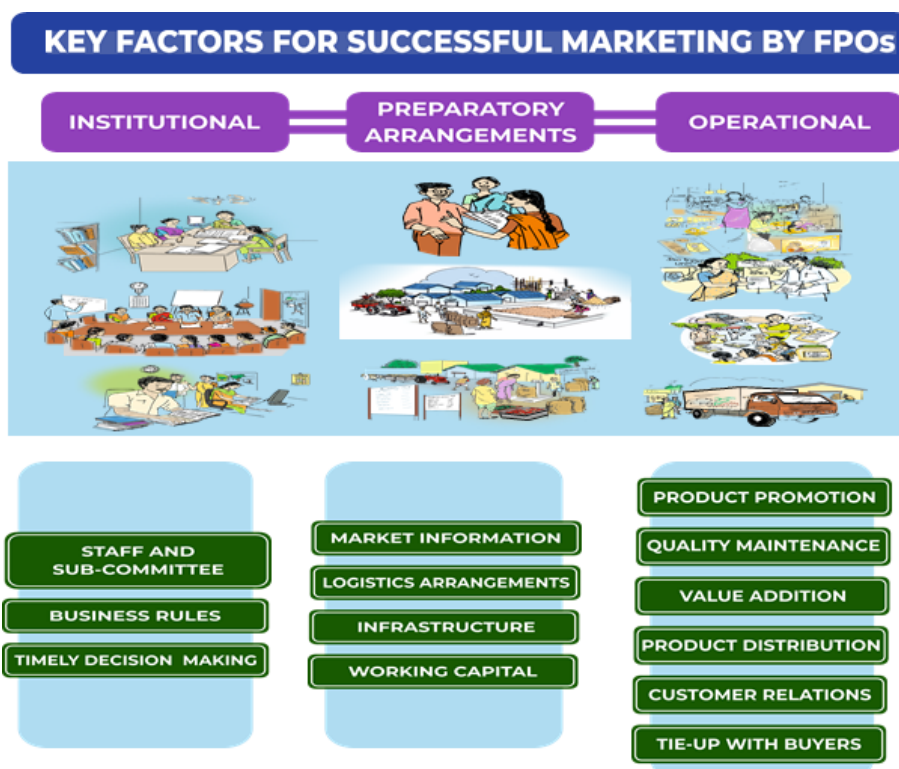 KEY FACTORS FOR SUCCESSFUL MARKETING BY FPOs
INSTITUTIONAL
PREPARATORY
ARRANGEMENTS
OPERATIONAL
STAFF AND
SUB-COMMITTEE
BUSINESS RULES
TIMELY DECISION MAKING
MARKET INFORMATION
LOGISTICS ARRANGEMENTS
INFRASTRUCTURE
WORKING CAPITAL
PRODUCT PROMOTION
QUALITY MAINTENANCE
VALUE ADDITION
PRODUCT DISTRIBUTION
CUSTOMER RELATIONS
TIE-UP WITH BUYERS